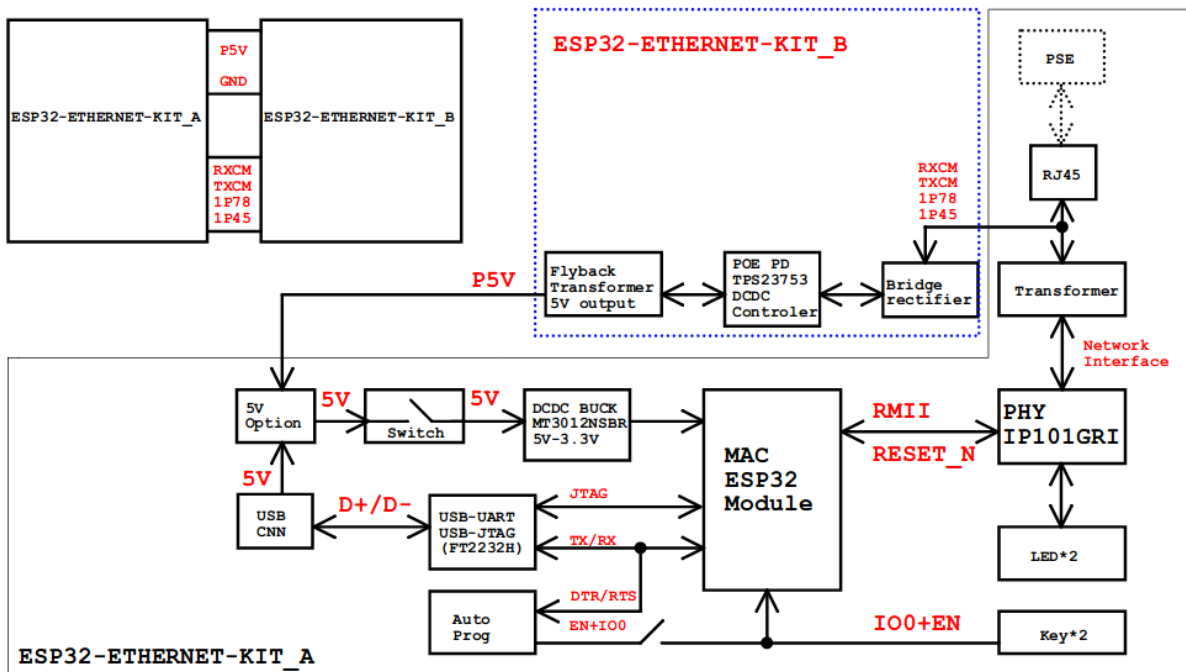 P5V
GND
ESP32-ETHERNET-KIT_A
ESP32-ETHERNET-KIT_B
RXCM
TXCM
1P78
1P45
ESP32-ETHERNET-KIT_B
PSE
RJ45
RXCM
TXCM
1P78
1P45
P5V
Flyback
Transformer
5V output
POE PD
TPS23753
DCDC
Controler
Bridge
rectifier
Transformer
Network
Interface
5V
Option
5V
Switch
5V
DCDC BUCK
MT3012NSBR
5V-3.3V
MAC
ESP32
Module
RMII
RESET_N
PHY
IP101GRI
5V
USB
CNN
D+/D-
USB-UART
USB-JTAG
(FT2232H)
JTAG
TX/RX
LED*2
Auto
Prog
DTR/RTS
EN+IO0
IO0+EN
Key*2
ESP32-ETHERNET-KIT_A